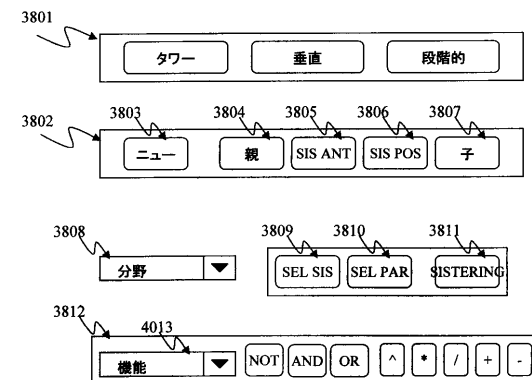 3801
タワー 垂直 段階的
3802 3803 3804 3805 3806 3807
ニュー 親 SIS ANT SIS POS 子
3808 3809 3810 3811
分野 SEL SIS SEL PAR SISTERING
3812 4013
機能 NOT AND OR ^ * / + -